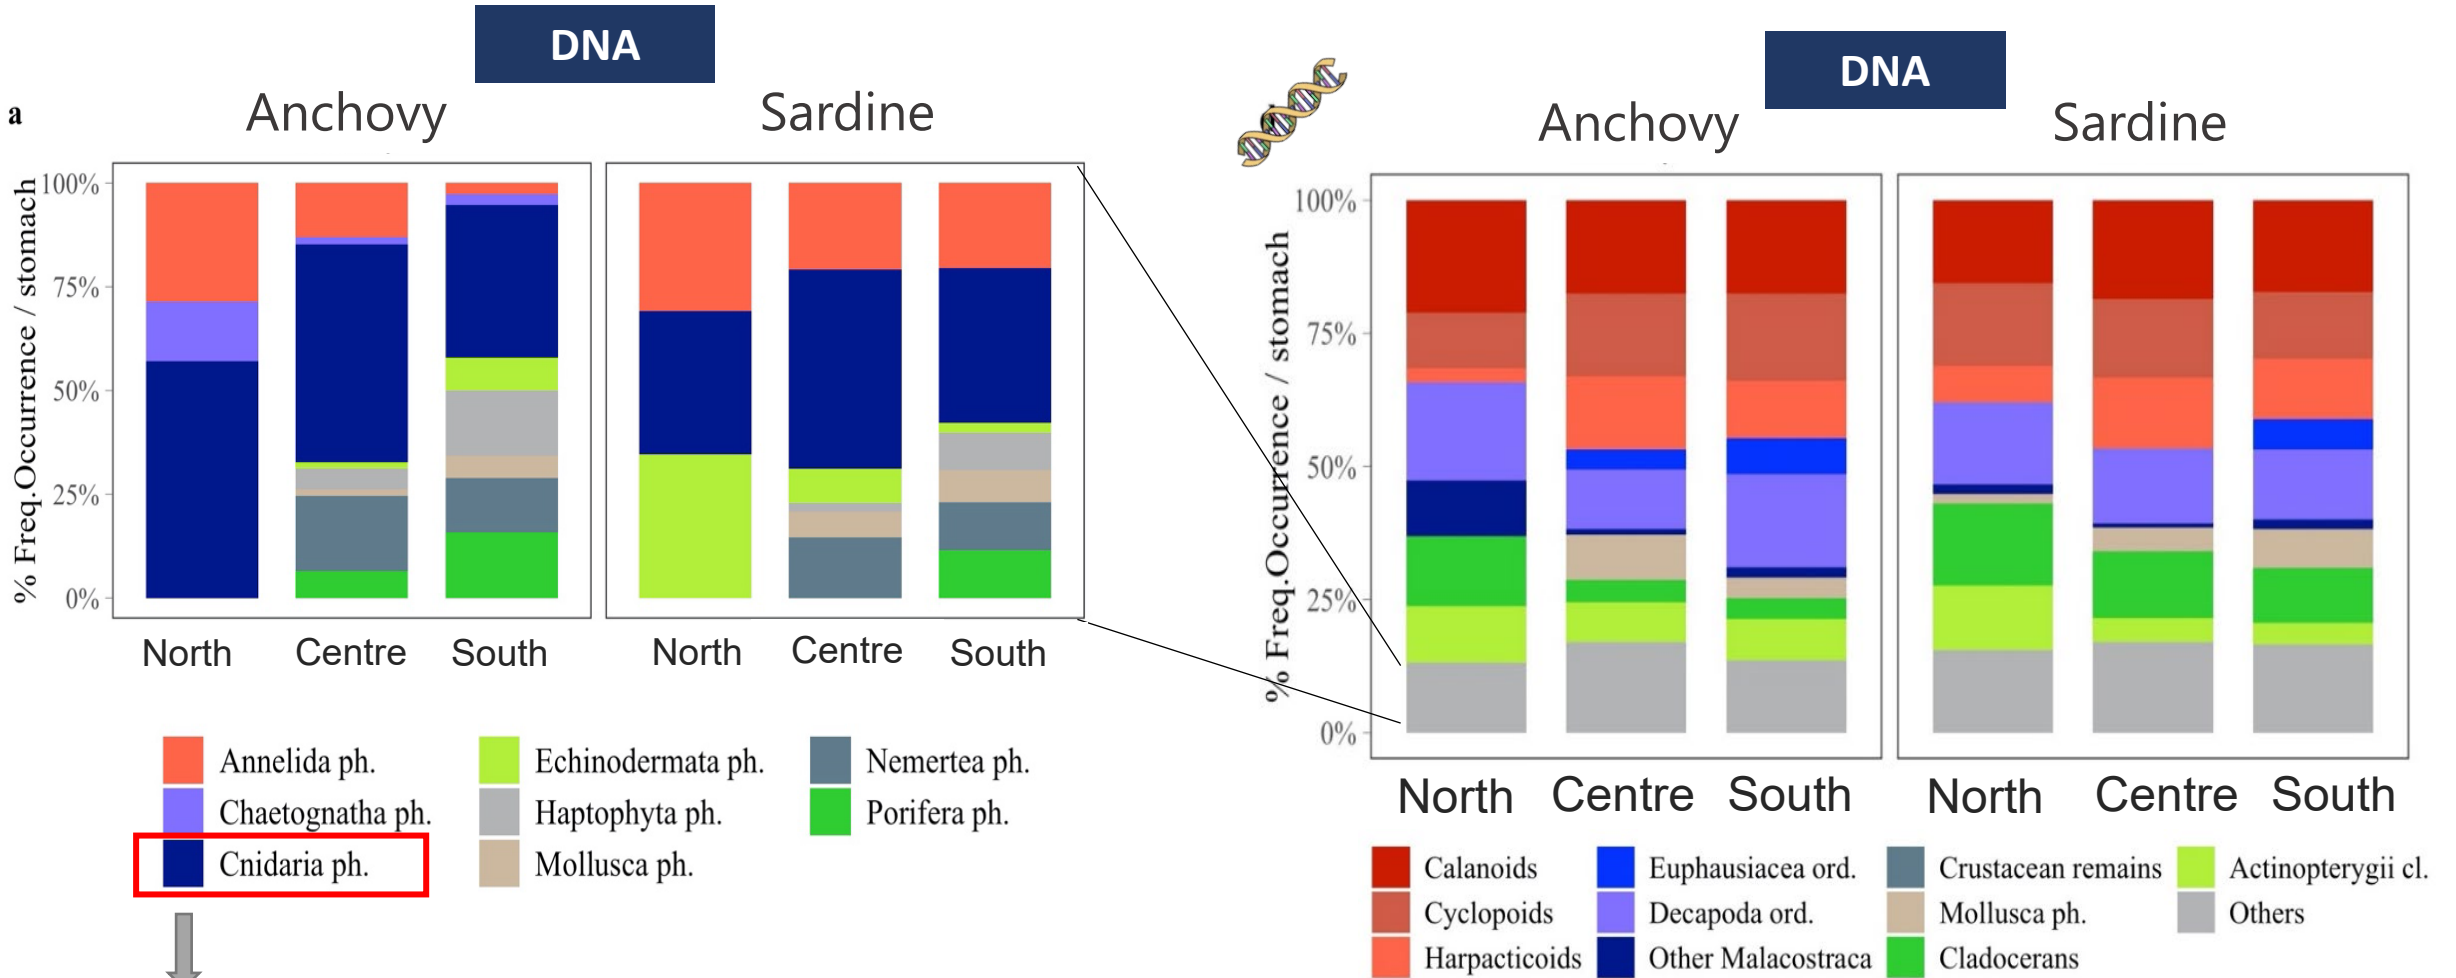 DNA
Anchovy
Sardine
a
% Freq.Occurrence / stomach
100%
75%
50%
25%
0%
North Centre South
North Centre South
Annelida ph.
Chaetognatha ph.
Cnidaria ph.
Echinodermata ph.
Haptophyta ph.
Mollusca ph.
Nemertea ph.
Porifera ph.
DNA
Anchovy
Sardine
% Freq.Occurrence / stomach
100%
75%
50%
25%
0%
North Centre South
North Centre South
Calanoids
Cyclopoids
Harpacticoids
Euphausiacea ord.
Decapoda ord.
Other Malacostraca
Crustacean remains
Mollusca ph.
Cladocerans
Actinopterygii cl.
Others